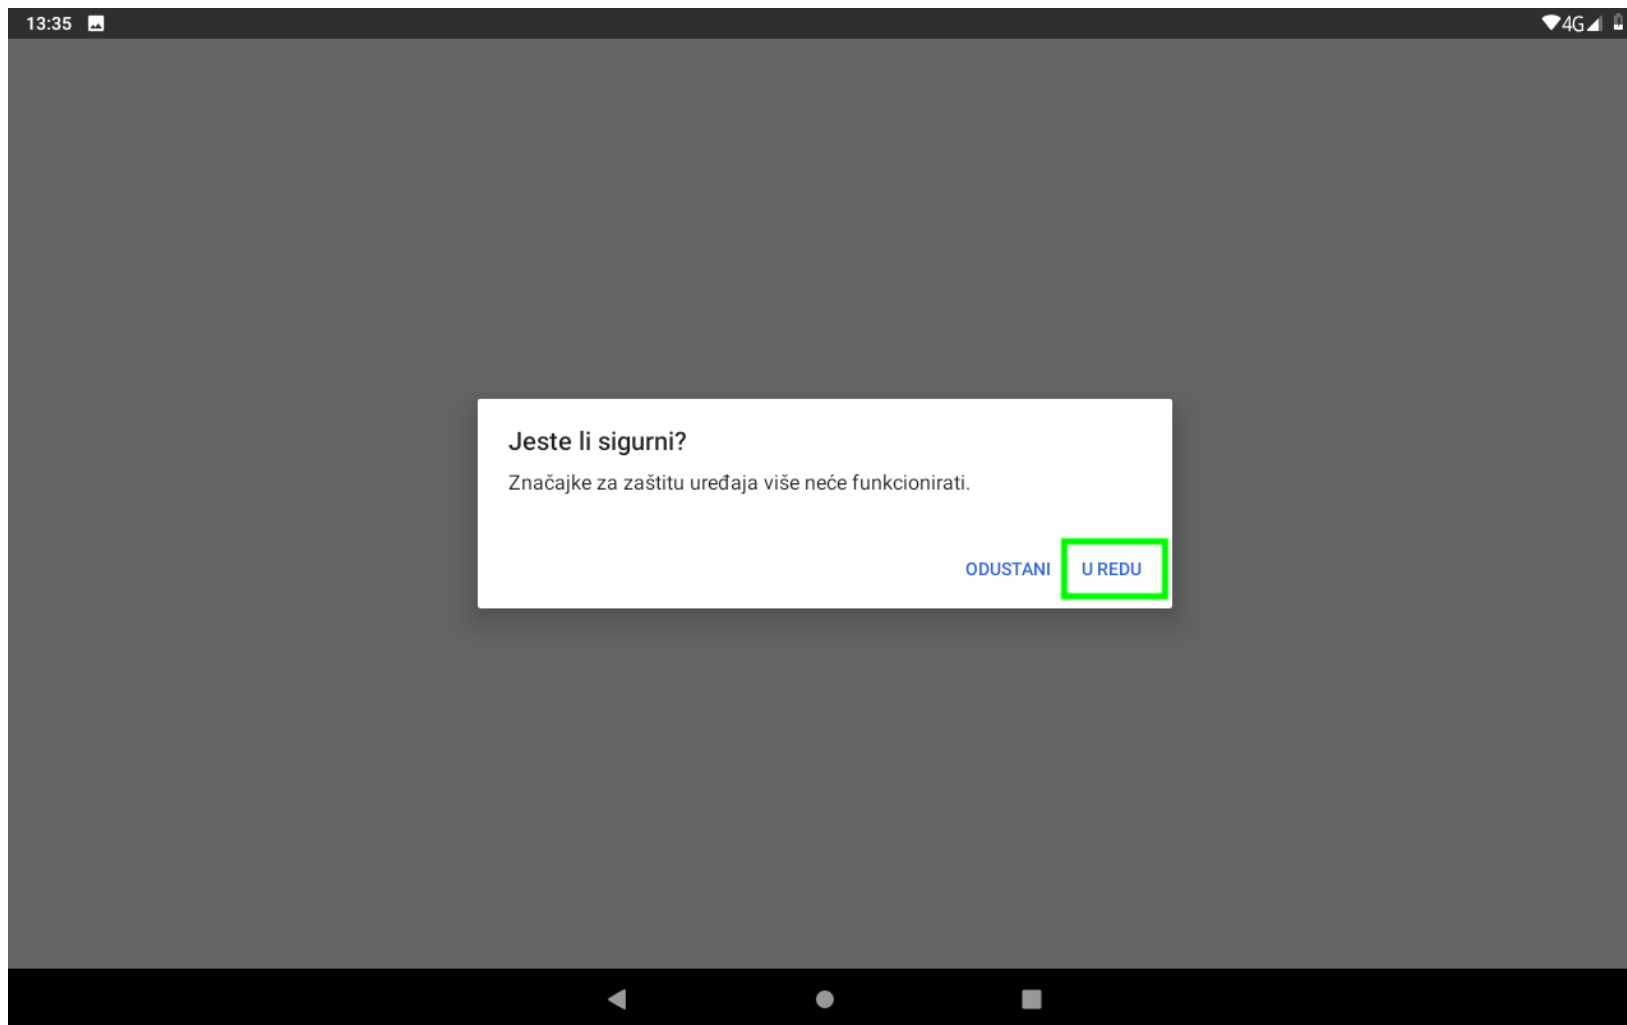 13:35
4G
Jeste li sigurni?
Značajke za zaštitu uređaja više neće funkcionirati.
ODUSTANI U REDU